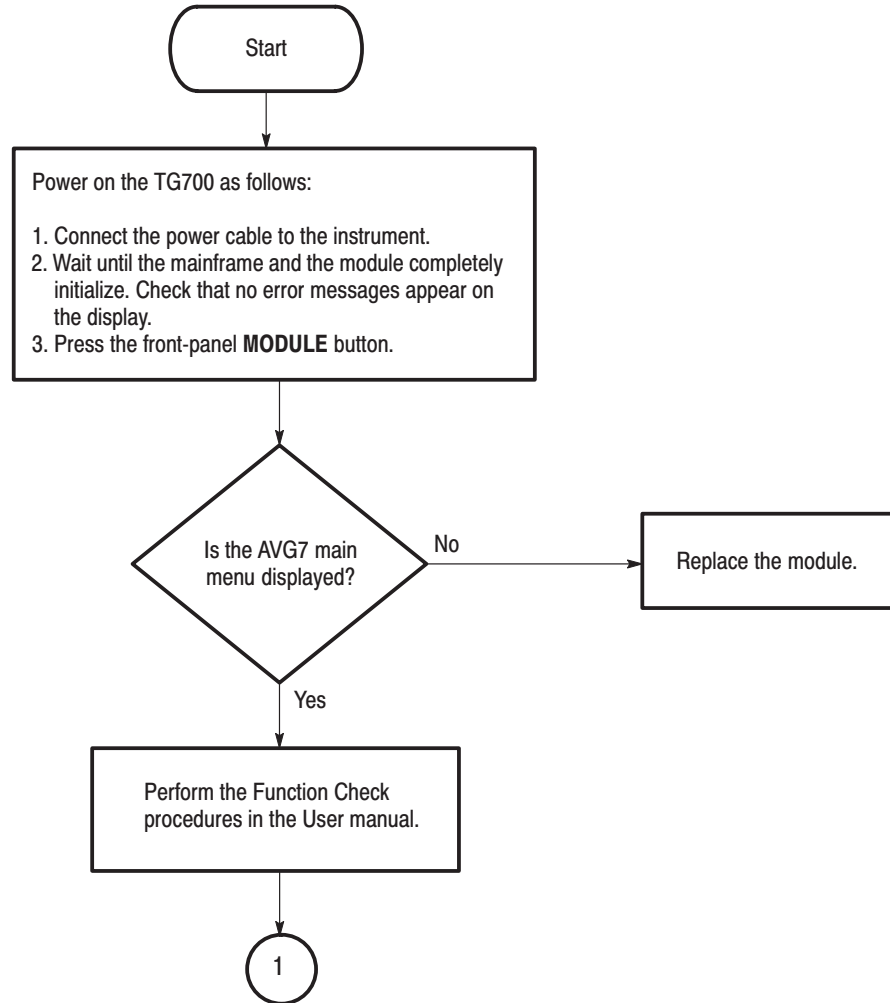 Start
Power on the TG700 as follows:
1. Connect the power cable to the instrument.
2. Wait until the mainframe and the module completely
initialize. Check that no error messages appear on
the display.
3. Press the front-panel MODULE button.
Is the AVG7 main
menu displayed?
No
Replace the module.
Yes
Perform the Function Check
procedures in the User manual.
1